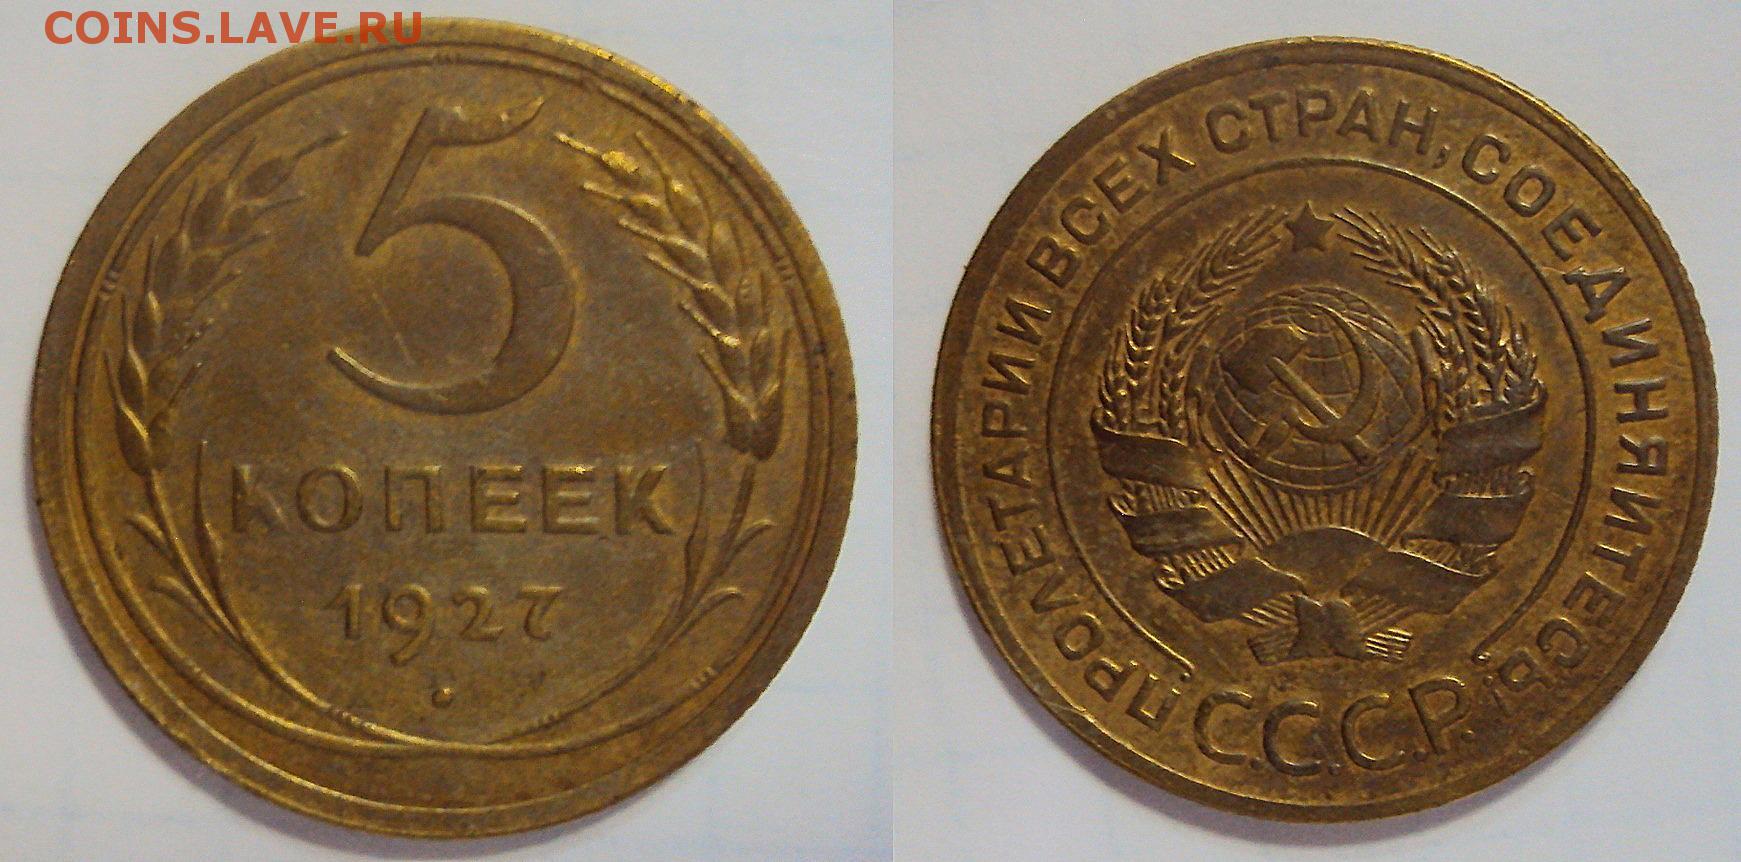 COINS.LAVE.RU
5
КОПЕЕК
1927
ПРОЛЕТАРИИ ВСЕХ СТРАН, СОЕДИНЯЙТЕСЬ!
С.С.С.Р.